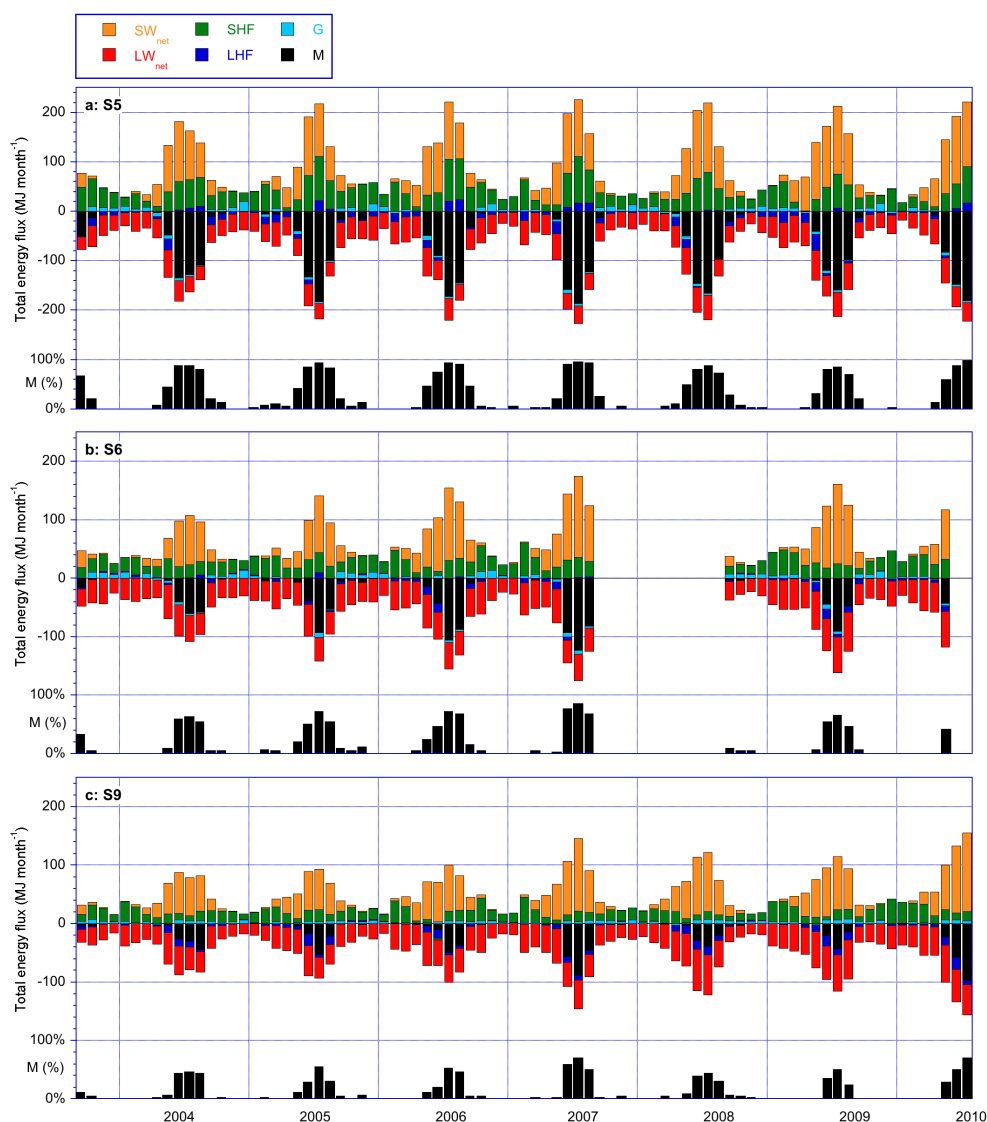 SWnet SHF G
LWnet LHF M
a: S5
Total energy flux (MJ month-1)
200
100
0
-100
-200
100%
M (%)
0%
b: S6
Total energy flux (MJ month-1)
200
100
0
-100
100%
M (%)
0%
c: S9
Total energy flux (MJ month-1)
200
100
0
-100
100%
M (%)
0%
2004 2005 2006 2007 2008 2009 2010